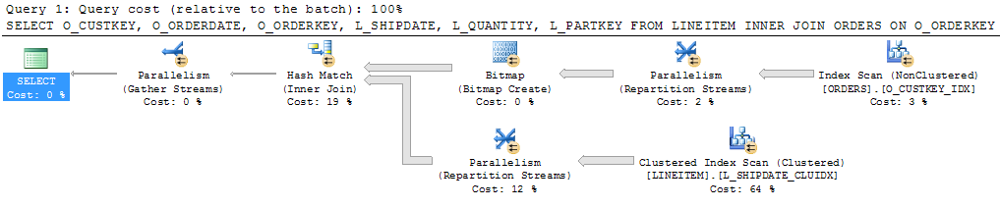 Query 1: Query cost (relative to the batch): 100%
SELECT O_CUSTKEY, O_ORDERDATE, O_ORDERKEY, L_SHIPDATE, L_QUANTITY, L_PARTKEY FROM LINEITEM INNER JOIN ORDERS ON O_ORDERKEY
SELECT
Cost: 0 %
Parallelism
(Gather Streams)
Cost: 0 %
Hash Match
(Inner Join)
Cost: 19 %
Bitmap
(Bitmap Create)
Cost: 0 %
Parallelism
(Repartition Streams)
Cost: 2 %
Index Scan (NonClustered)
[ORDERS].[O_CUSTKEY_IDX]
Cost: 3 %
Parallelism
(Repartition Streams)
Cost: 12 %
Clustered Index Scan (Clustered)
[LINEITEM].[L_SHIPDATE_CLUIDX]
Cost: 64 %